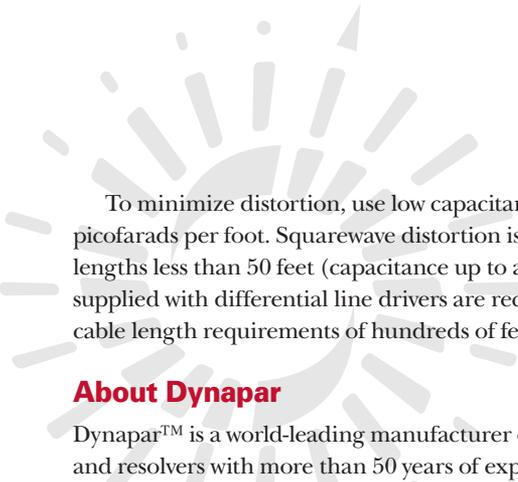 To minimize distortion, use low capacitan
picofarads per foot. Squarewave distortion is
lengths less than 50 feet (capacitance up to a
supplied with differential line drivers are rec
cable length requirements of hundreds of fe
About Dynapar
Dynapar™ is a world-leading manufacturer
and resolvers with more than 50 years of exp